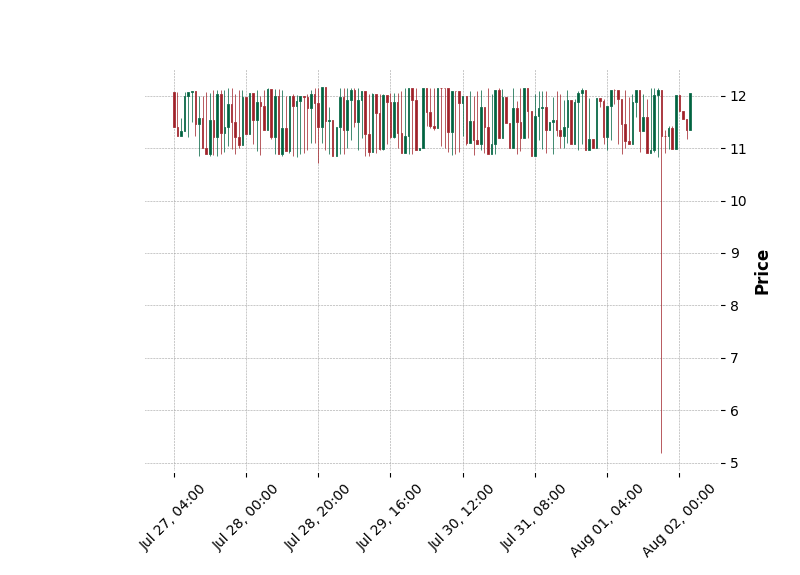 12
11
10
9
8
7
6
5
Price
Jul 27, 04:00
Jul 28, 00:00
Jul 28, 20:00
Jul 29, 16:00
Jul 30, 12:00
Jul 31, 08:00
Aug 01, 04:00
Aug 02, 00:00